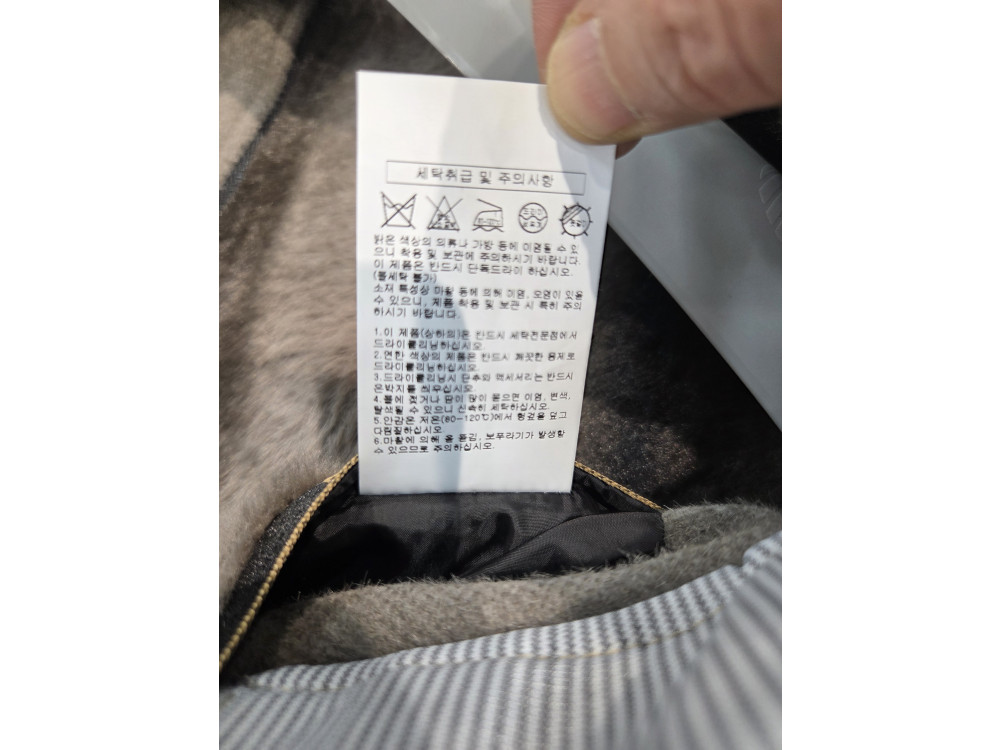 세탁취급 및 주의사항
밝은 색상의 의류나 가방 등에 이염될 수 있
으니 착용 및 보관에 주의하시기 바랍니다.
이 제품은 반드시 단독드라이 하십시오.
(물세탁 불가)
소재 특성상 마찰 등에 의해 이염, 오염이 있을
수 있으니, 제품 착용 및 보관 시 특히 주의
하시기 바랍니다.
1.이 제품(상하의)은 반드시 세탁전문점에서
드라이클리닝하십시오.
2.연한 색상의 제품은 반드시 깨끗한 용제로
드라이클리닝하십시오.
3.드라이클리닝시 단추의 액세서리는 반드시
은박지를 싸십시오.
4.물에 젖거나 땀이 많이 묻으면 이염, 변색,
탈색될 수 있으니 신속히 세탁하십시오.
5.안감은 저온(80-120℃)에서 헝겊을 덮고
다림질하십시오.
6.마찰에 의해 올 뜯김, 보푸라기가 발생할
수 있으므로 주의하십시오.